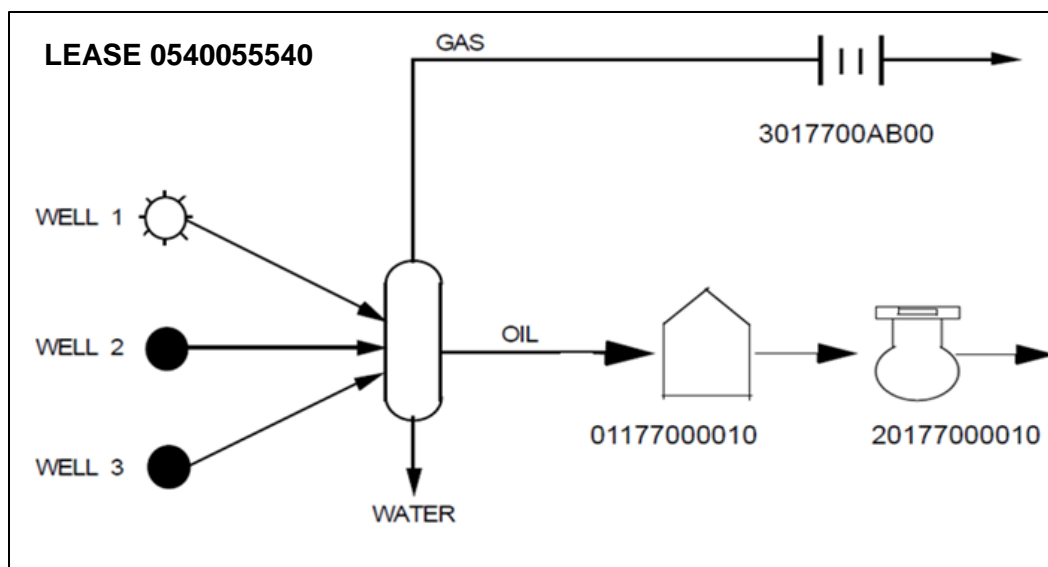 LEASE 0540055540
GAS
3017700AB00
WELL 1
WELL 2
OIL
WELL 3
01177000010
20177000010
WATER